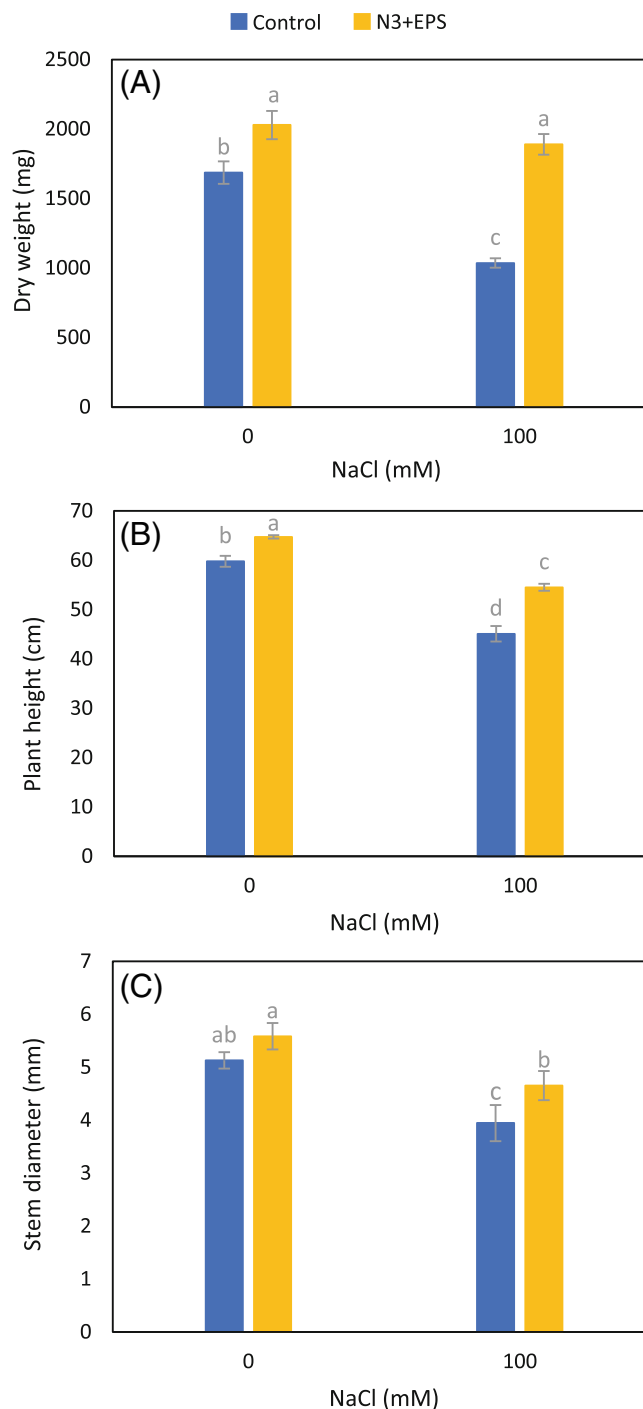 Control N3+EPS
(A)
Dry weight (mg)
2500
2000
1500
1000
500
0
b a c a
0 100
NaCl (mM)
(B)
Plant height (cm)
70
60
50
40
30
20
10
0
b a d c
0 100
NaCl (mM)
(C)
Stem diameter (mm)
7
6
5
4
3
2
1
0
ab a c b
0 100
NaCl (mM)